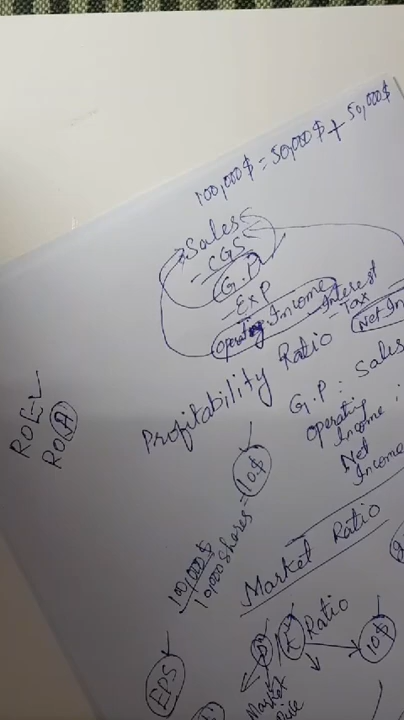 100,000$ = 50,000$ + 50,000$
Sales
- CGS
G.P
- EXP
Operating Income
- Interest
- Tax
Net In
Profitability Ratio
G.P : Sales
Operating
Income :
Net
Income
ROE
ROA
100,000$
10,000 shares = 10$
Market Ratio
EPS
P E Ratio
10$
Market